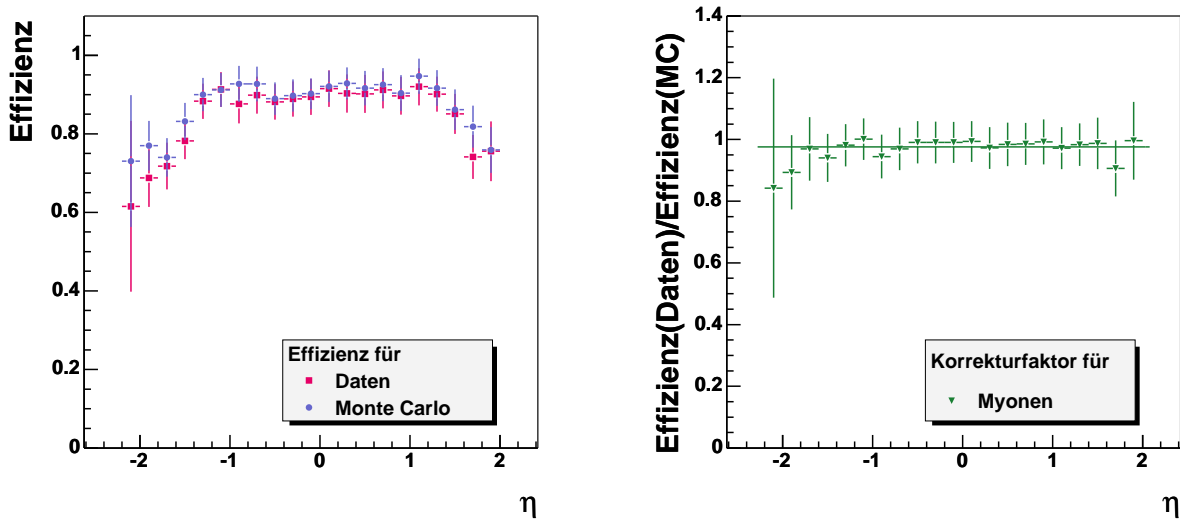 Effizienz
1
0.8
0.6
0.4
0.2
0
-2 -1 0 1 2
η
Effizienz für
Daten
Monte Carlo
Effizienz(Daten)/Effizienz(MC)
1.4
1.2
1
0.8
0.6
0.4
0.2
0
-2 -1 0 1 2
η
Korrekturfaktor für
Myonen